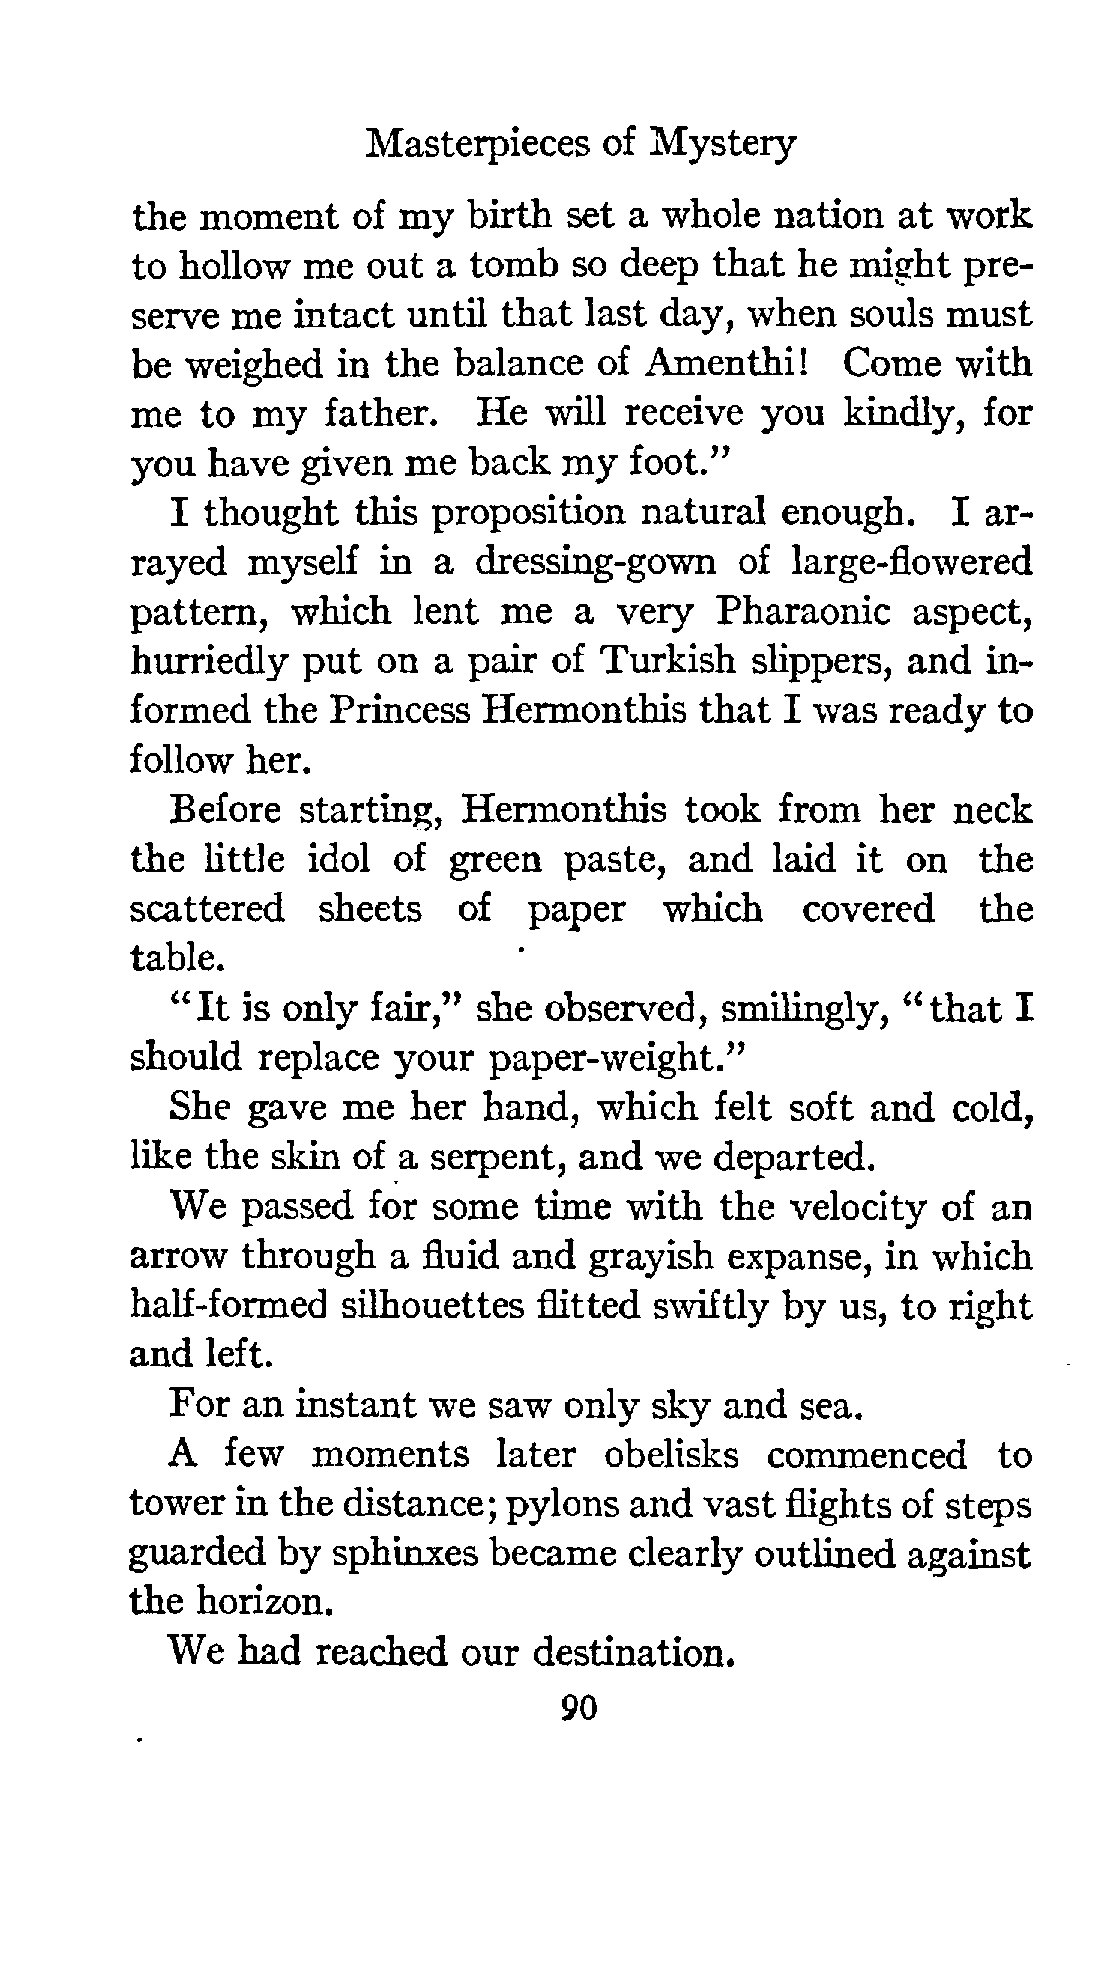 Masterpieces of Mystery
the moment of my birth set a whole nation at work
to hollow me out a tomb so deep that he might pre-
serve me intact until that last day, when souls must
be weighed in the balance of Amenthi! Come with
me to my father. He will receive you kindly, for
you have given me back my foot."
I thought this proposition natural enough. I ar-
rayed myself in a dressing-gown of large-flowered
pattern, which lent me a very Pharaonic aspect,
hurriedly put on a pair of Turkish slippers, and in-
formed the Princess Hermonthis that I was ready to
follow her.
Before starting, Hermonthis took from her neck
the little idol of green paste, and laid it on the
scattered sheets of paper which covered the
table.
"It is only fair," she observed, smilingly, "that I
should replace your paper-weight."
She gave me her hand, which felt soft and cold,
like the skin of a serpent, and we departed.
We passed for some time with the velocity of an
arrow through a fluid and grayish expanse, in which
half-formed silhouettes flitted swiftly by us, to right
and left.
For an instant we saw only sky and sea.
A few moments later obelisks commenced to
tower in the distance; pylons and vast flights of steps
guarded by sphinxes became clearly outlined against
the horizon.
We had reached our destination.
90